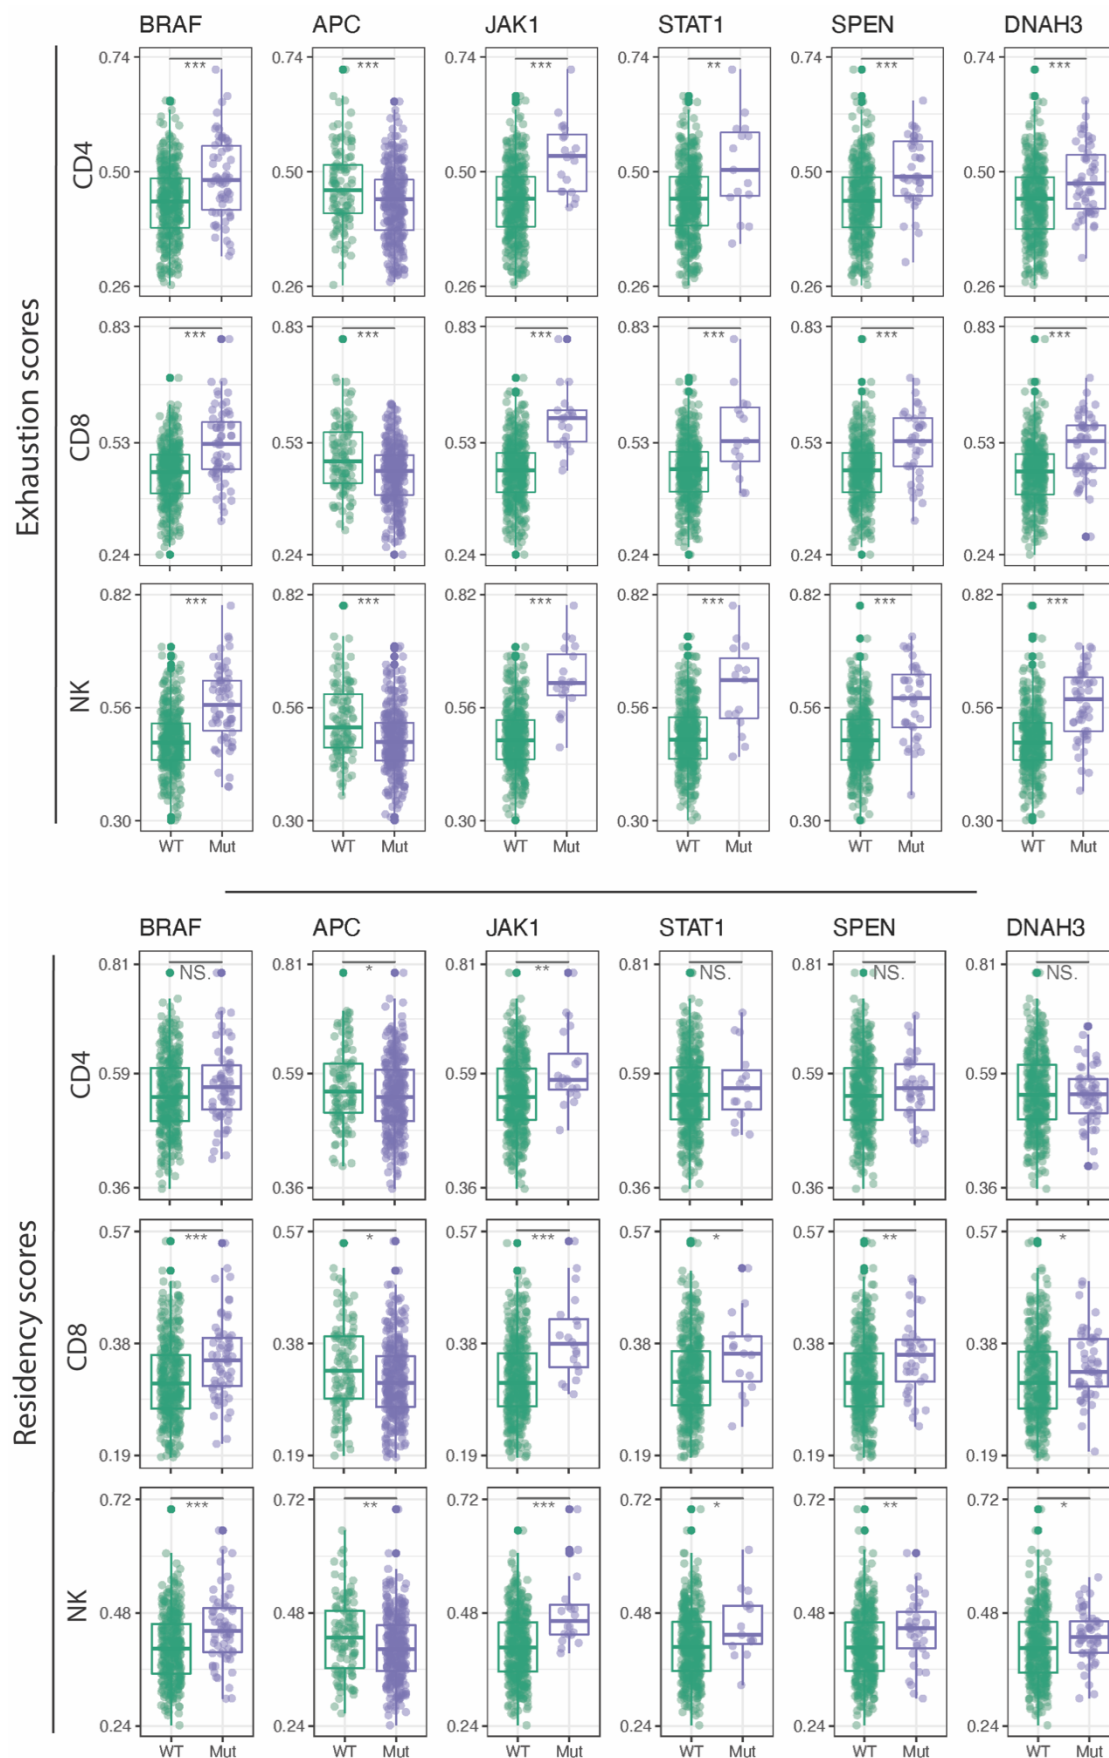 BRAF APC JAK1 STAT1 SPEN DNAH3
Exhaustion scores
CD4
0.74 0.74 0.74 0.74 0.74 0.74
*** *** *** ** *** ***
0.50 0.50 0.50 0.50 0.50 0.50
0.26 0.26 0.26 0.26 0.26 0.26
CD8
0.83 0.83 0.83 0.83 0.83 0.83
*** *** *** *** *** ***
0.53 0.53 0.53 0.53 0.53 0.53
0.24 0.24 0.24 0.24 0.24 0.24
NK
0.82 0.82 0.82 0.82 0.82 0.82
*** *** *** *** *** ***
0.56 0.56 0.56 0.56 0.56 0.56
0.30 0.30 0.30 0.30 0.30 0.30
WT Mut WT Mut WT Mut WT Mut WT Mut WT Mut
BRAF APC JAK1 STAT1 SPEN DNAH3
Residency scores
CD4
0.81 0.81 0.81 0.81 0.81 0.81
NS. * ** NS. NS. NS.
0.59 0.59 0.59 0.59 0.59 0.59
0.36 0.36 0.36 0.36 0.36 0.36
CD8
0.57 0.57 0.57 0.57 0.57 0.57
*** * *** * ** *
0.38 0.38 0.38 0.38 0.38 0.38
0.19 0.19 0.19 0.19 0.19 0.19
NK
0.72 0.72 0.72 0.72 0.72 0.72
*** ** *** * ** *
0.48 0.48 0.48 0.48 0.48 0.48
0.24 0.24 0.24 0.24 0.24 0.24
WT Mut WT Mut WT Mut WT Mut WT Mut WT Mut